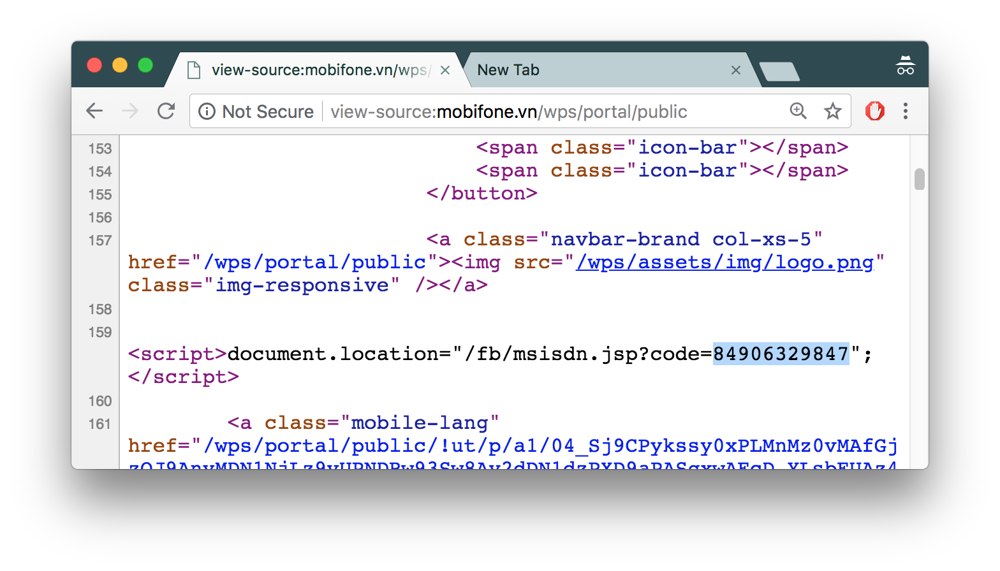 view-source:mobifone.vn/wps/
New Tab
Not Secure
view-source:mobifone.vn/wps/portal/public
153 <span class="icon-bar"></span>
154 <span class="icon-bar"></span>
155 </button>
156
157 <a class="navbar-brand col-xs-5"
href="/wps/portal/public"><img src="/wps/assets/img/logo.png"
class="img-responsive" /></a>
158
159
<script>document.location="/fb/msisdn.jsp?code=84906329847";
</script>
160
161 <a class="mobile-lang"
href="/wps/portal/public/!ut/p/a1/04_Sj9CPykssy0xPLMnMz0vMAfGj